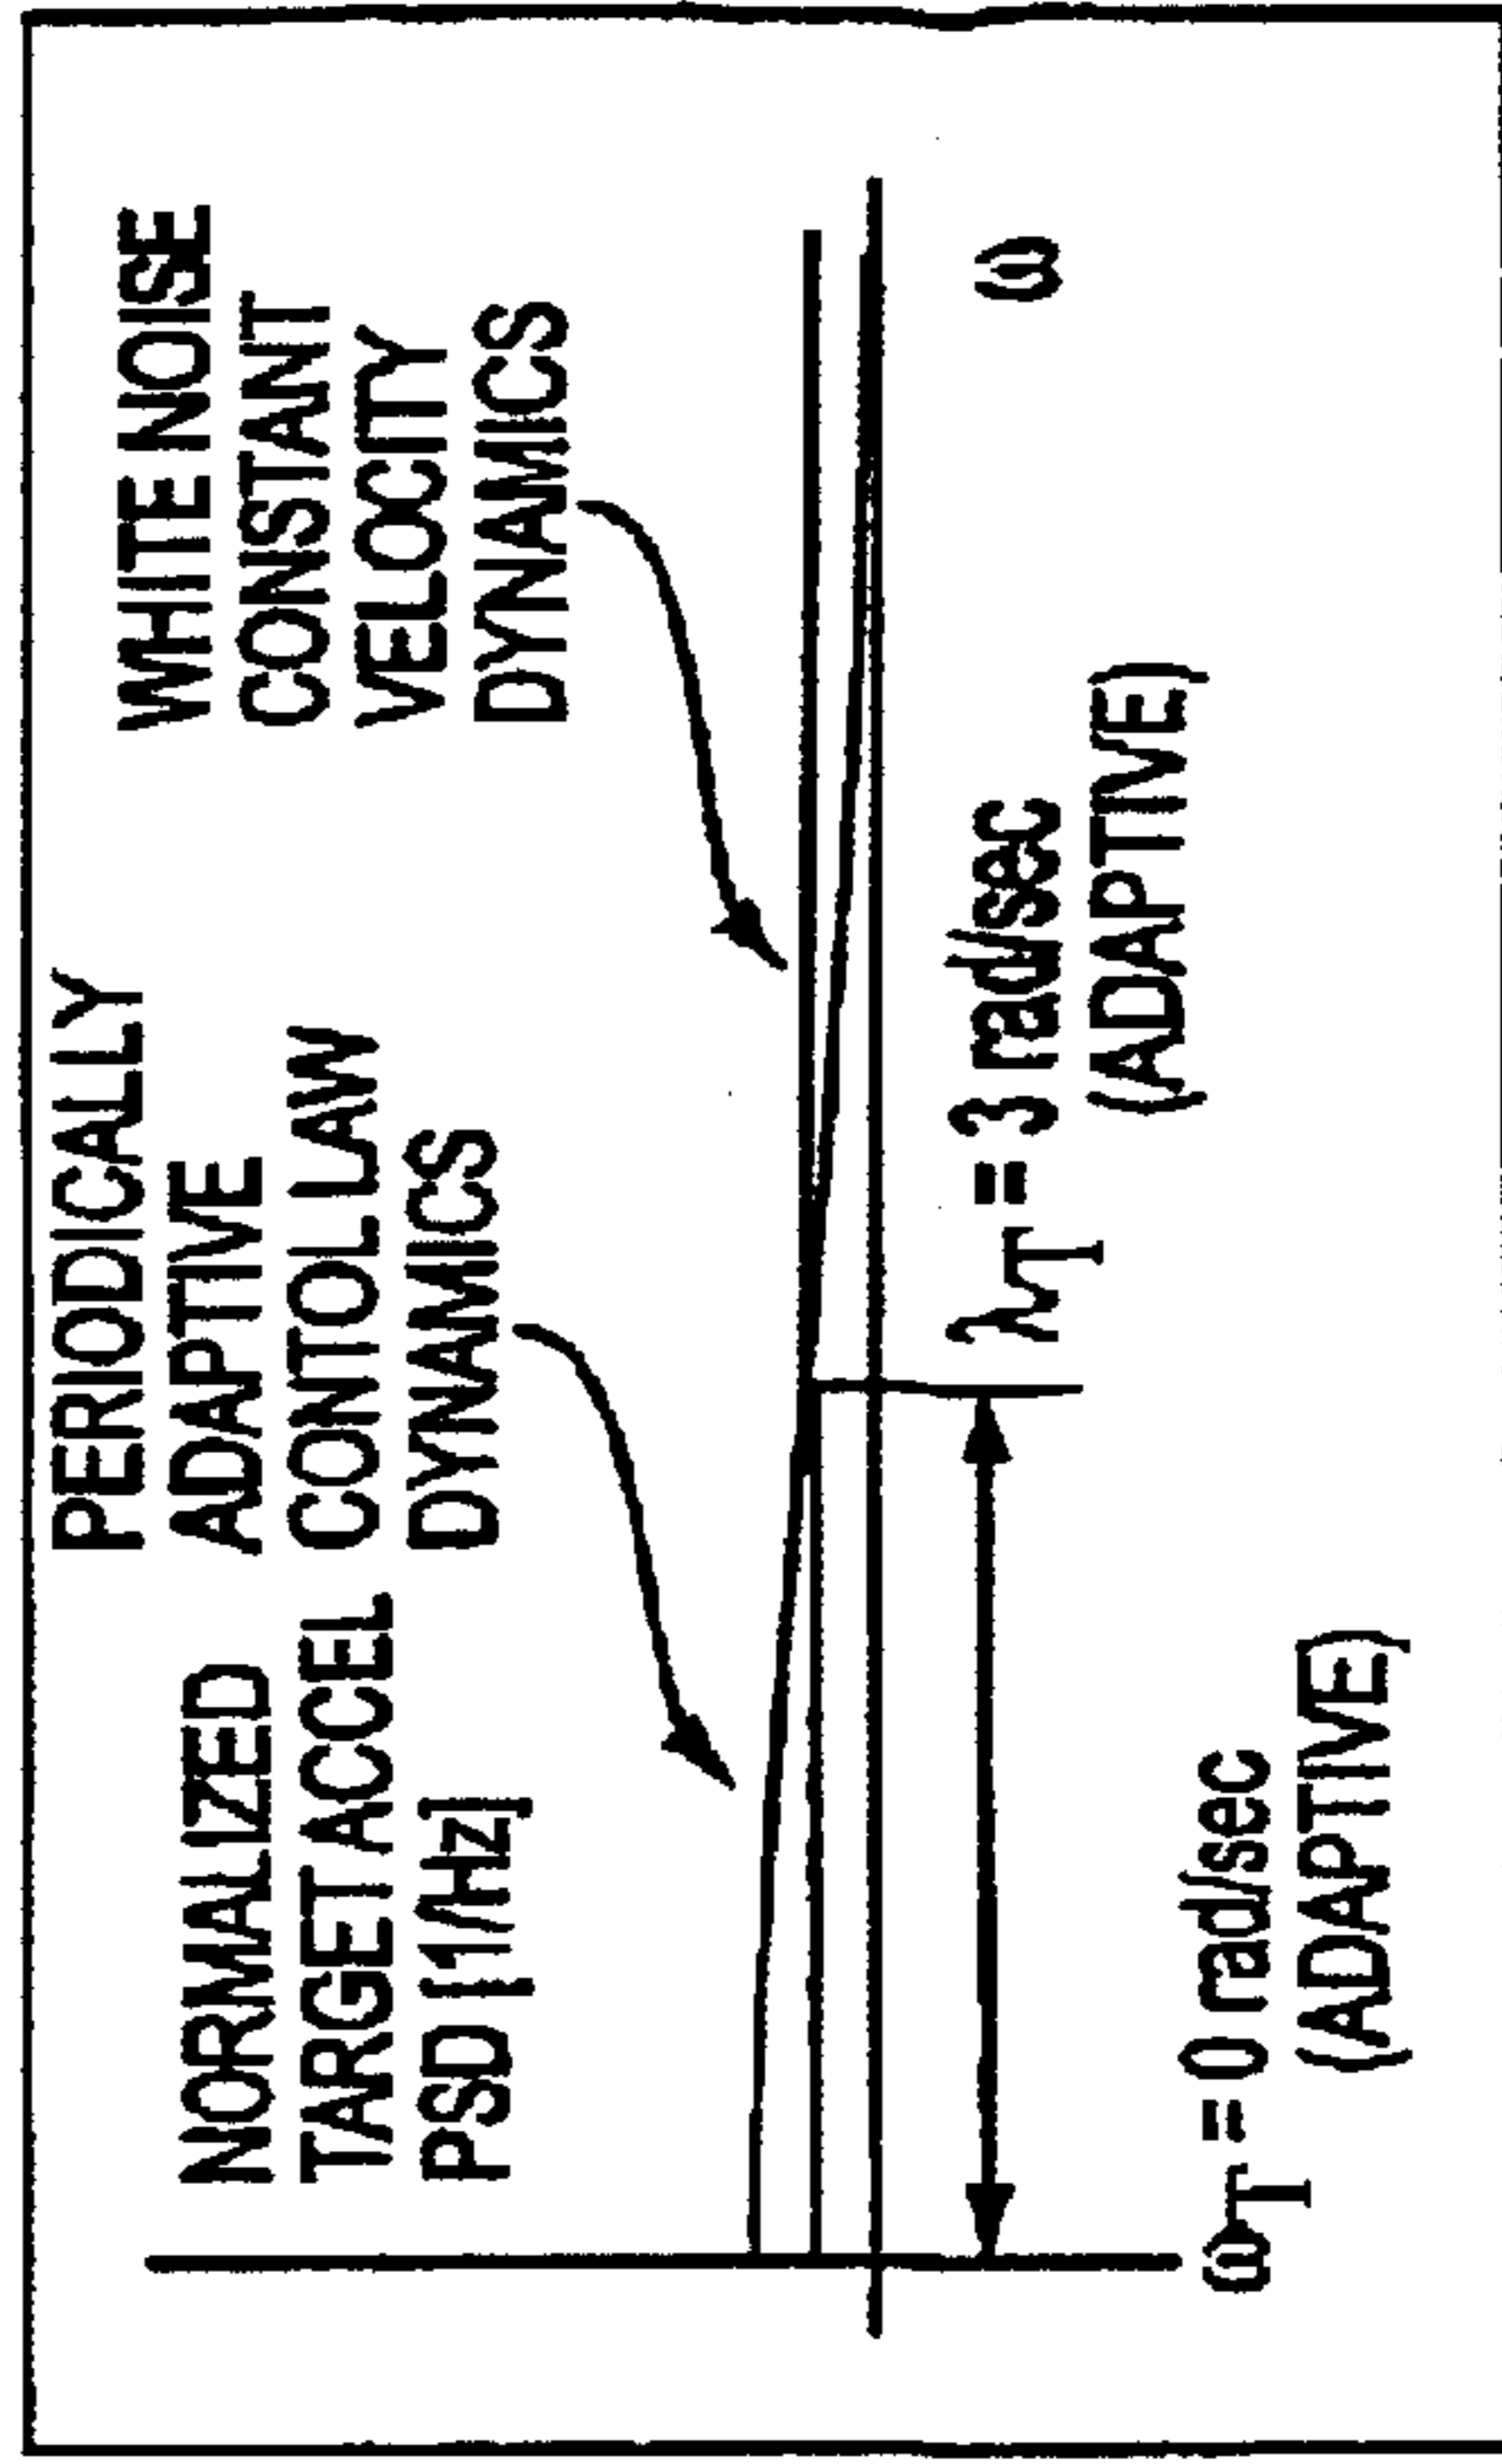 NORMALIZED
TARGET ACCEL
PSD [1/Hz]
PERIODICALLY
ADAPTIVE
CONTOL LAW
DYNAMICS
WHITE NOISE
CONSTANT
VELOCITY
DYNAMICS
λT = 3 rad/sec
(ADAPTIVE)
ω
ωT = 0 rad/sec
(ADAPTIVE)